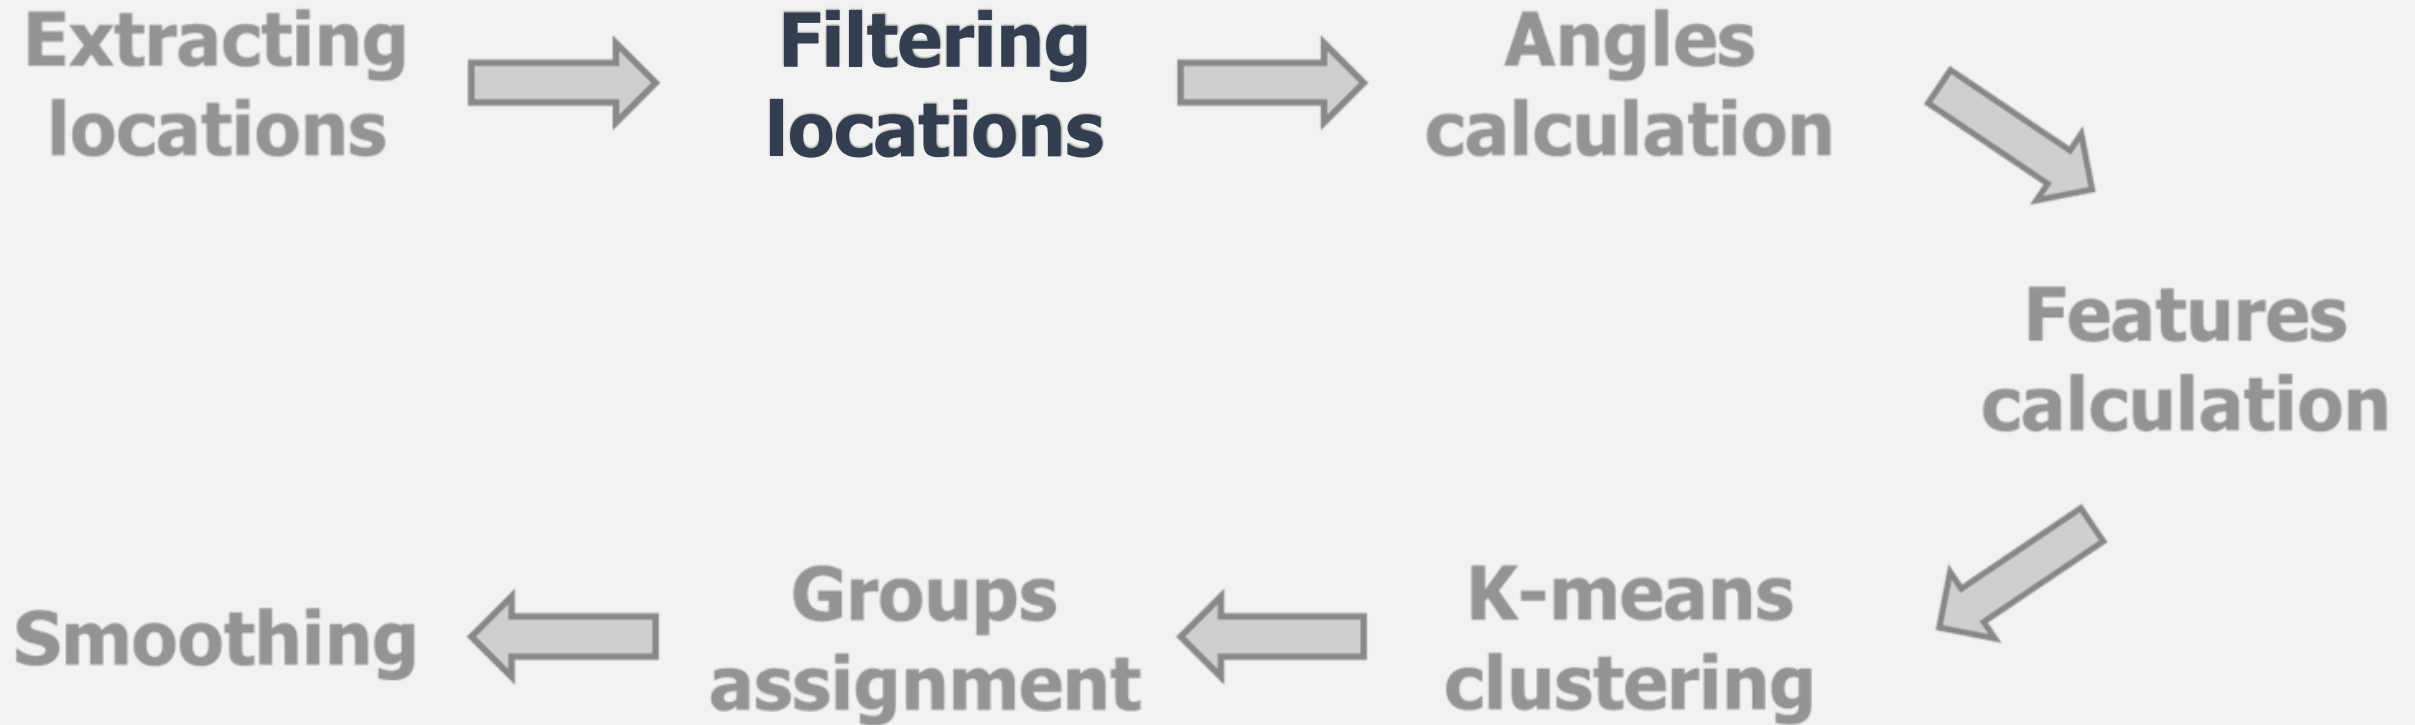 Extracting
locations
Filtering
locations
Angles
calculation
Features
calculation
K-means
clustering
Groups
assignment
Smoothing